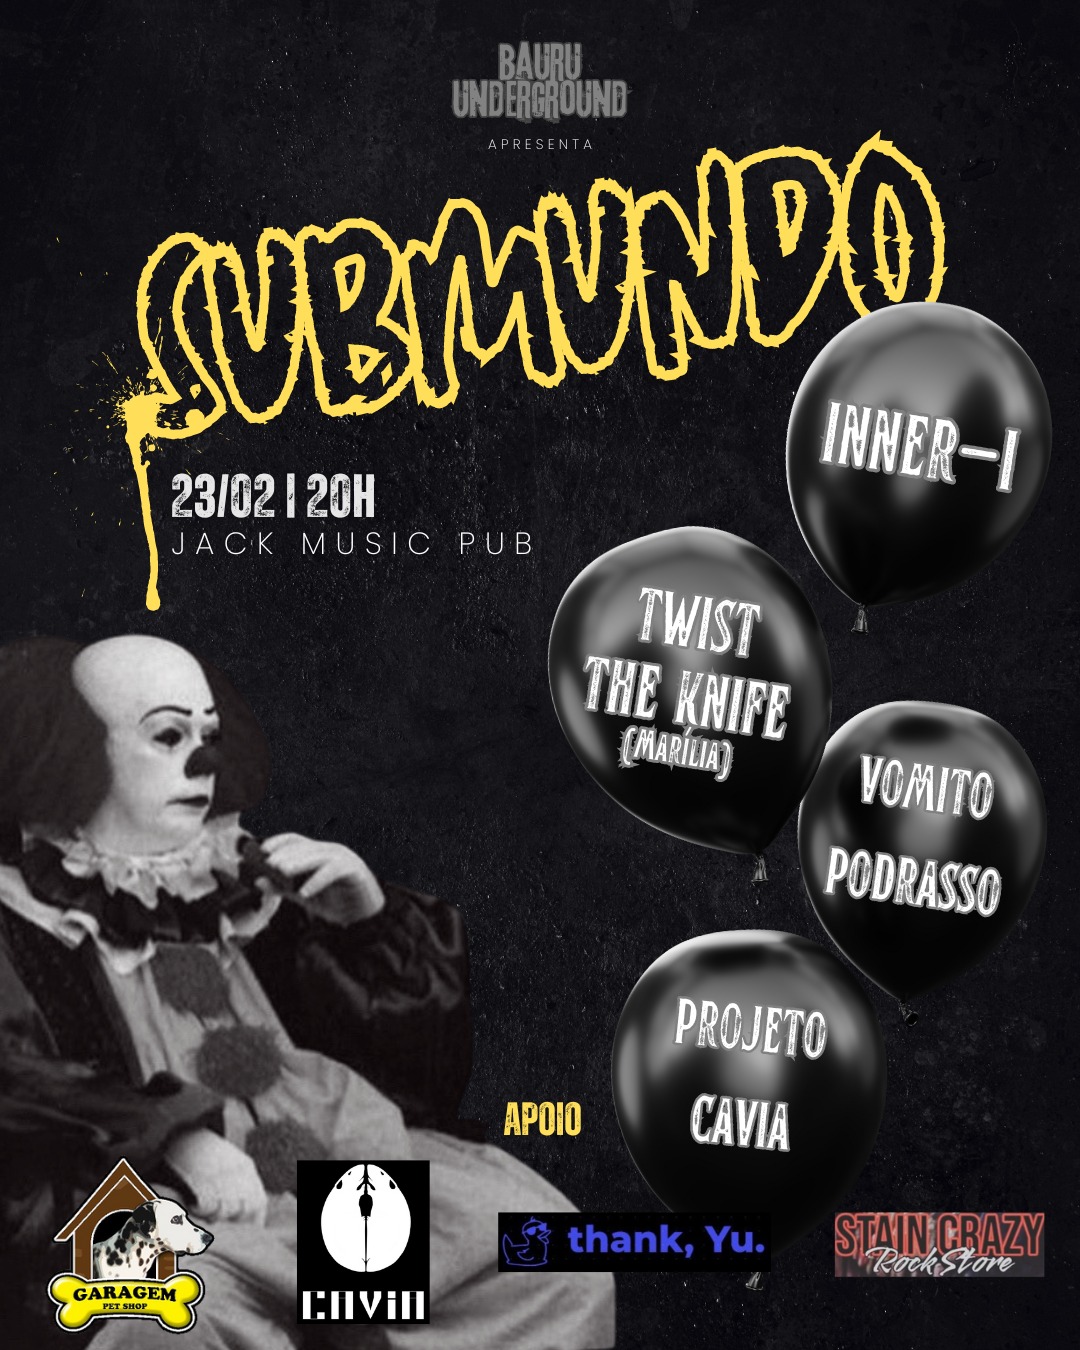 BAURU
UNDERGROUND
APRESENTA
SUBMUNDO
23/02 | 20H
JACK MUSIC PUB
INNER-I
TWIST
THE KNIFE
(MARÍLIA)
VOMITO
PODRASSO
PROJETO
CAVIA
APOIO
GARAGEM
PET SHOP
CAVIA
thank, Yu.
STAIN CRAZY
Rock Store